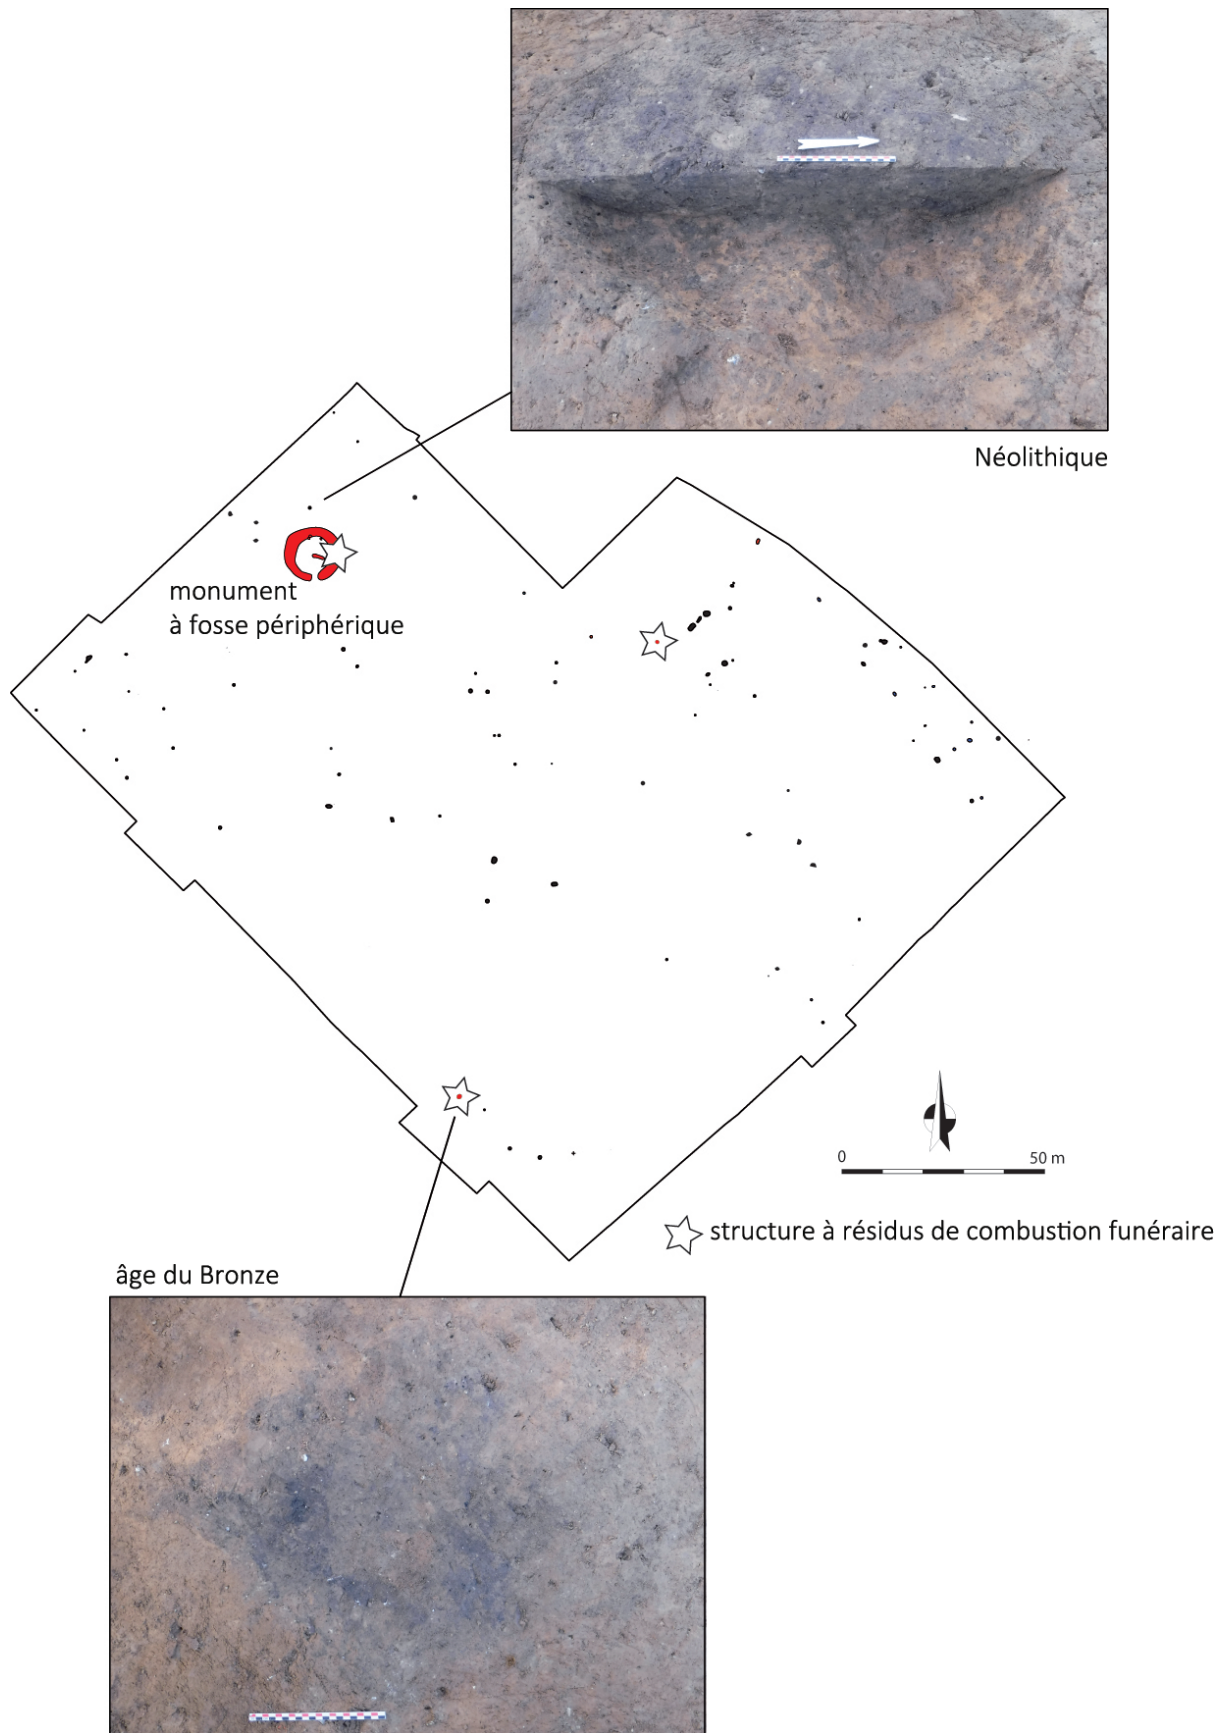 Néolithique
monument
à fosse périphérique
0 50 m
structure à résidus de combustion funéraire
âge du Bronze